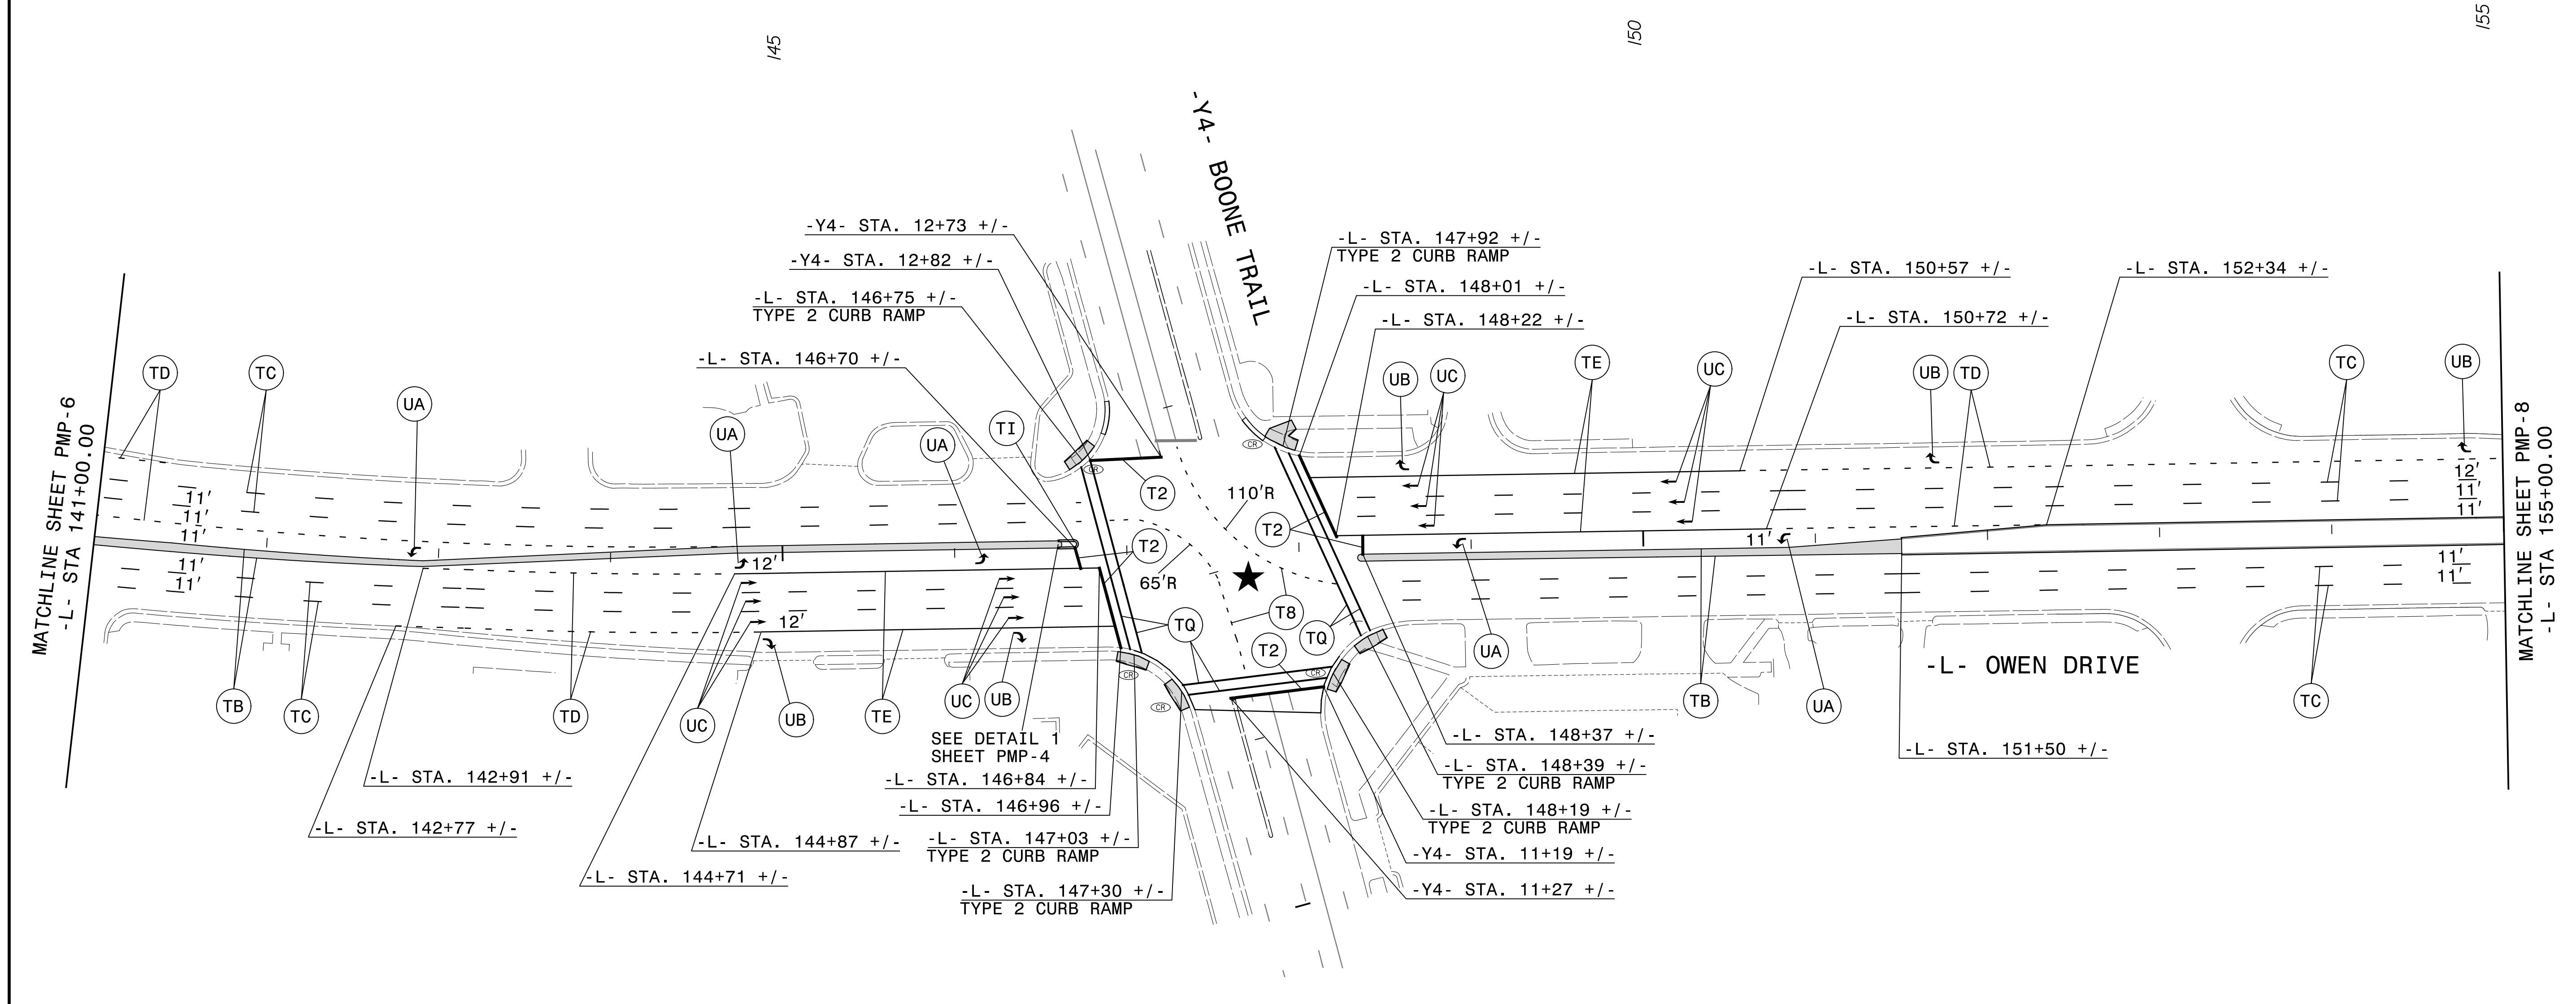 145
150
155
-Y4- BOONE TRAIL
-Y4- STA. 12+73 +/-
-Y4- STA. 12+82 +/-
-L- STA. 146+75 +/-
TYPE 2 CURB RAMP
-L- STA. 146+70 +/-
-L- STA. 147+92 +/-
TYPE 2 CURB RAMP
-L- STA. 148+01 +/-
-L- STA. 148+22 +/-
-L- STA. 150+57 +/-
-L- STA. 150+72 +/-
-L- STA. 152+34 +/-
MATCHLINE SHEET PMP-6
-L- STA 141+00.00
TD
TC
UA
UA
UA
TI
UB
UC
TE
UC
UB
TD
TC
UB
MATCHLINE SHEET PMP-8
-L- STA 155+00.00
CR
CR
T2
110'R
T2
T2
65'R
11'
11'
11'
11'
11'
12'
12'
11'
12'
11'
11'
11'
11'
T8
TQ
TQ
T2
CR
CR
CR
UA
-L- OWEN DRIVE
TB
TC
TD
UC
UB
TE
UC
UB
TB
UA
TC
SEE DETAIL 1
SHEET PMP-4
-L- STA. 142+91 +/-
-L- STA. 142+77 +/-
-L- STA. 144+87 +/-
-L- STA. 144+71 +/-
-L- STA. 146+84 +/-
-L- STA. 146+96 +/-
-L- STA. 147+03 +/-
TYPE 2 CURB RAMP
-L- STA. 147+30 +/-
TYPE 2 CURB RAMP
-L- STA. 148+37 +/-
-L- STA. 148+39 +/-
TYPE 2 CURB RAMP
-L- STA. 148+19 +/-
TYPE 2 CURB RAMP
-Y4- STA. 11+19 +/-
-Y4- STA. 11+27 +/-
-L- STA. 151+50 +/-